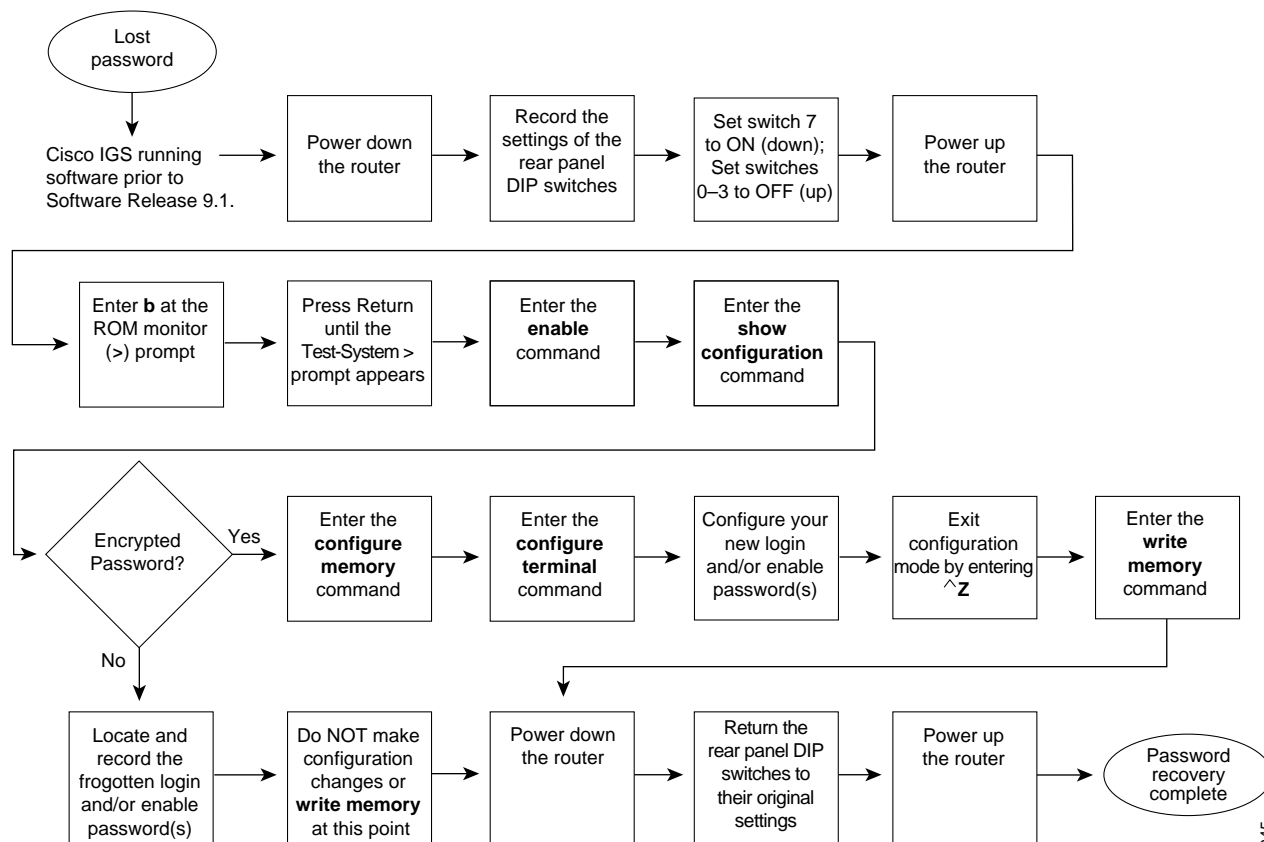 Lost
password
Cisco IGS running
software prior to
Software Release 9.1.
Power down
the router
Record the
settings of the
rear panel
DIP switches
Set switch 7
to ON (down);
Set switches
0–3 to OFF (up)
Power up
the router
Enter b at the
ROM monitor
(>) prompt
Press Return
until the
Test-System >
prompt appears
Enter the
enable
command
Enter the
show
configuration
command
Encrypted
Password?
Yes
No
Enter the
configure
memory
command
Enter the
configure
terminal
command
Configure your
new login
and/or enable
password(s)
Exit
configuration
mode by entering
^Z
Enter the
write
memory
command
Locate and
record the
frogotten login
and/or enable
password(s)
Do NOT make
configuration
changes or
write memory
at this point
Power down
the router
Return the
rear panel DIP
switches to
their original
settings
Power up
the router
Password
recovery
complete